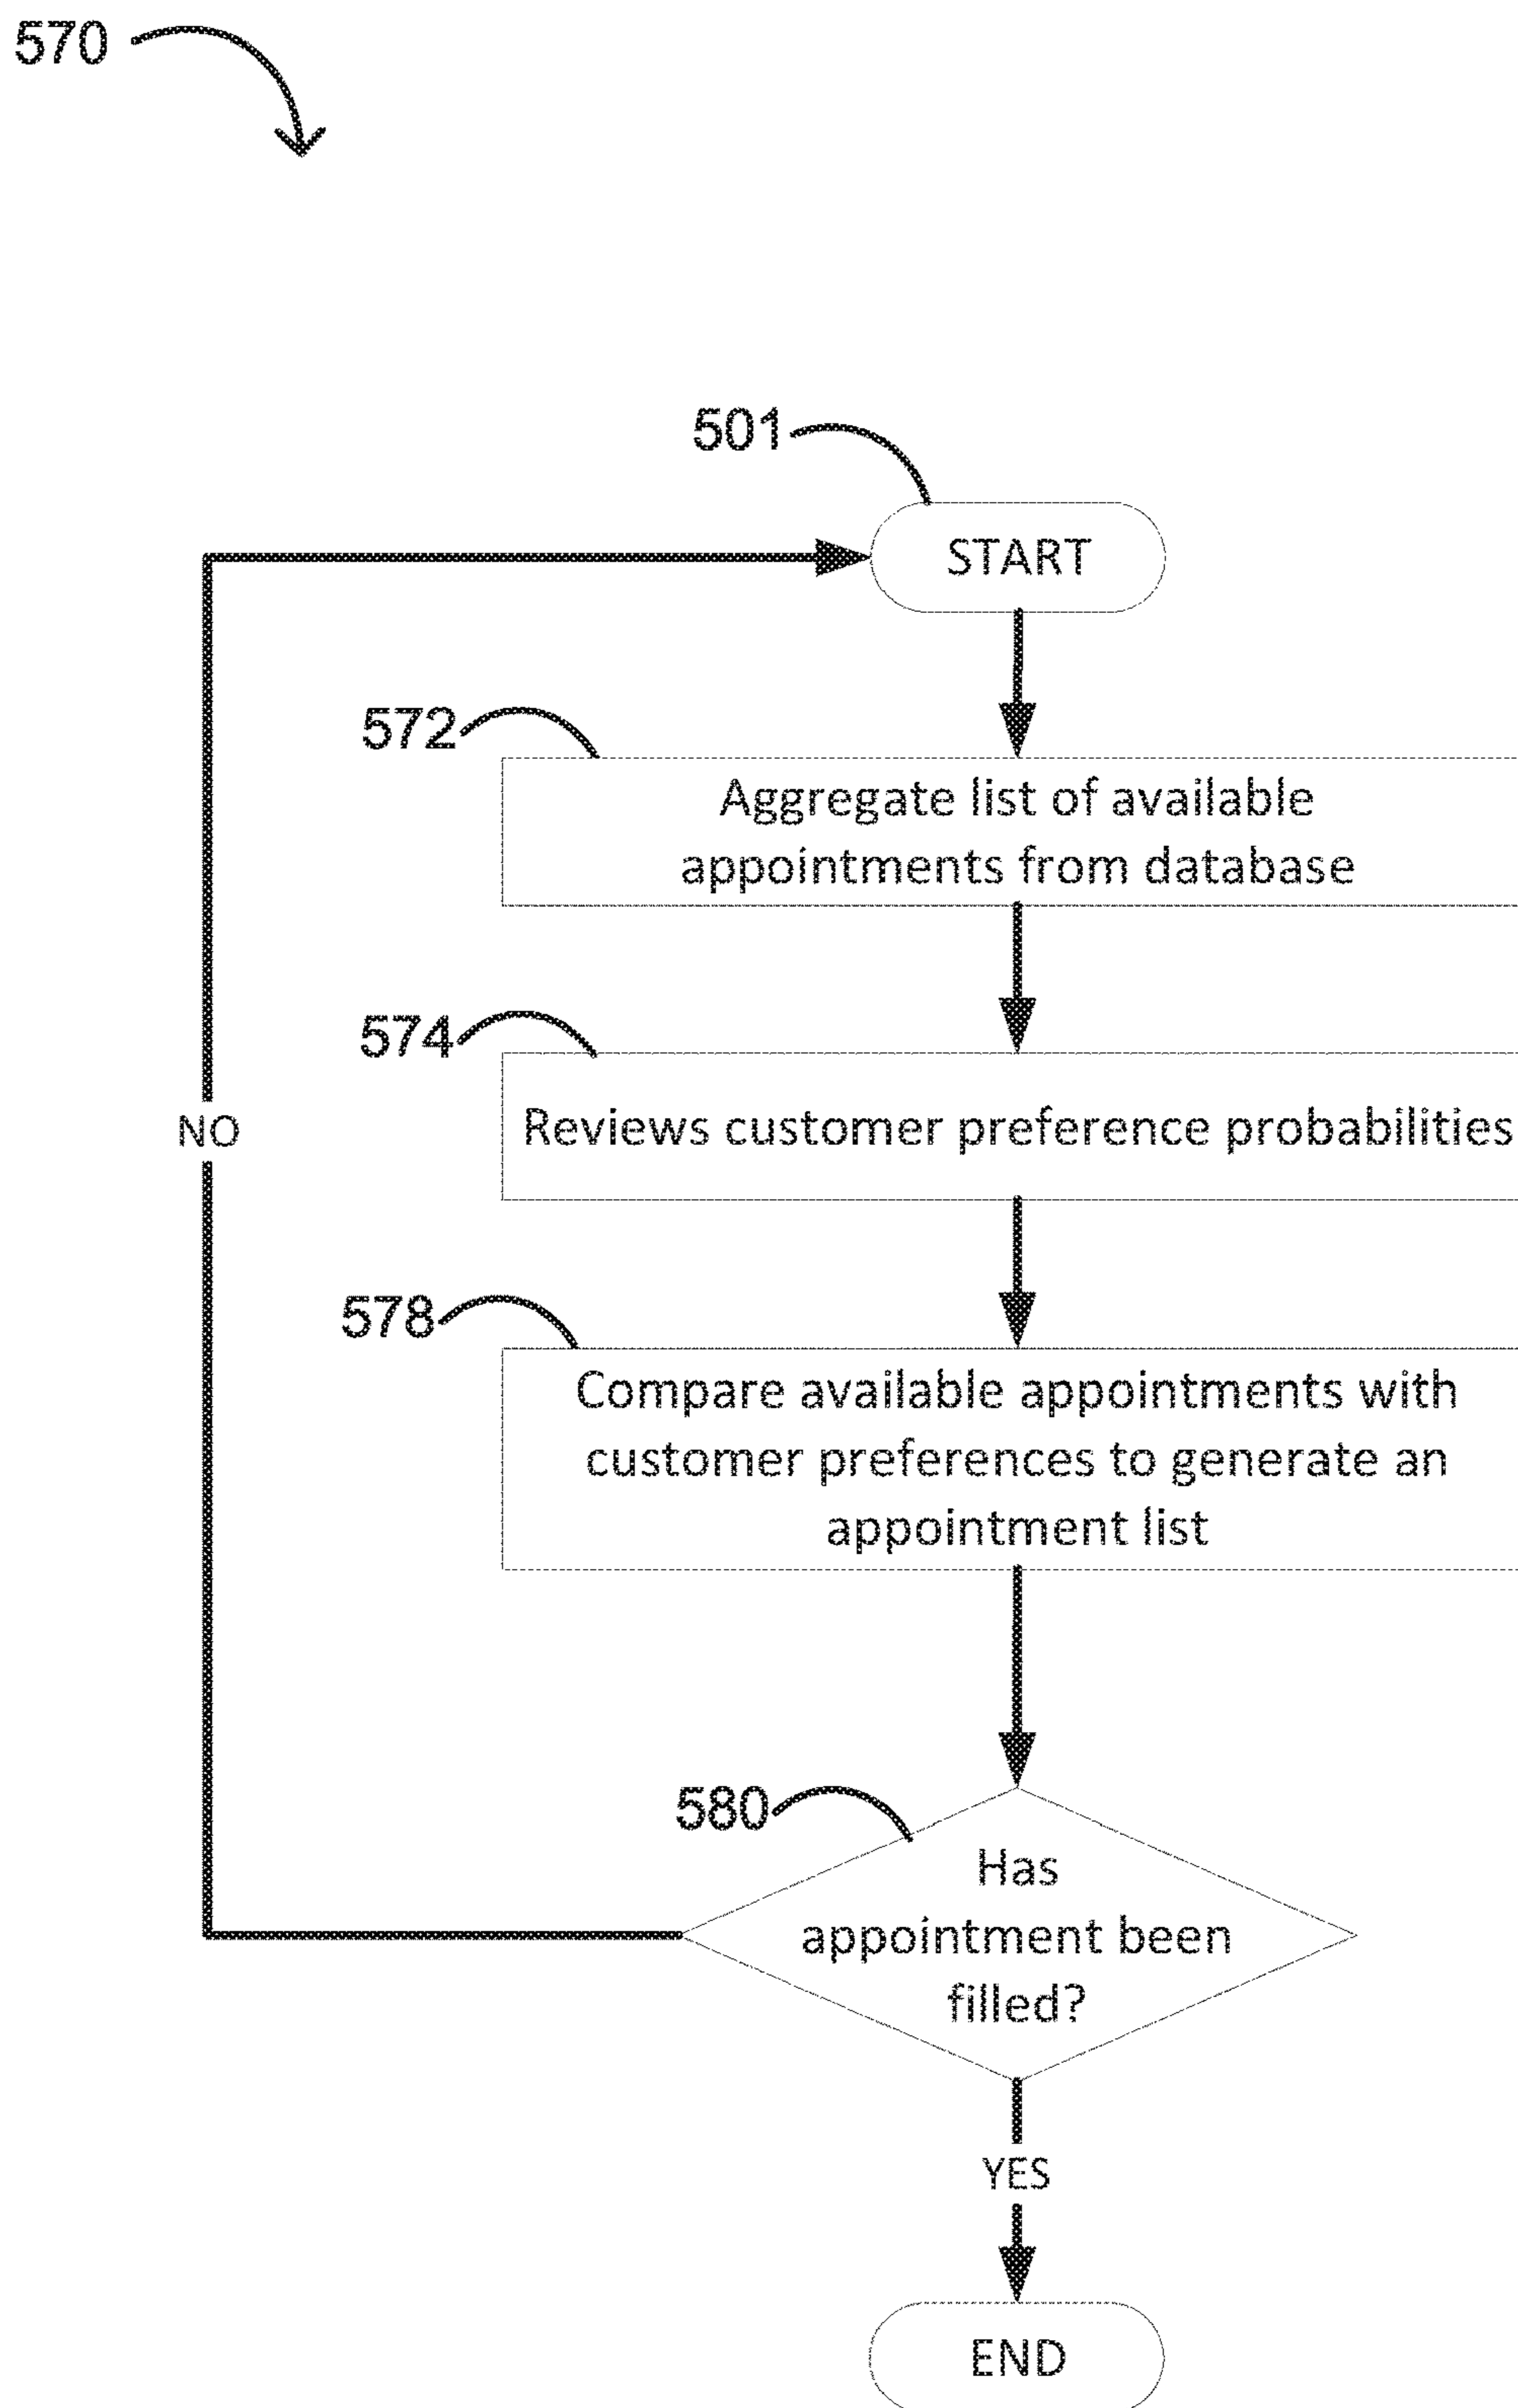 570
501
START
572
Aggregate list of available
appointments from database
574
Reviews customer preference probabilities
NO
578
Compare available appointments with
customer preferences to generate an
appointment list
580
Has
appointment been
filled?
YES
END